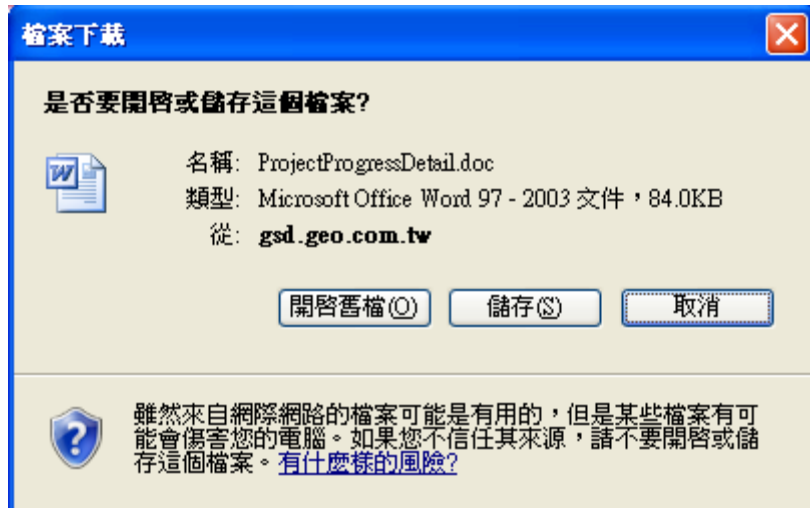 檔案下載
是否要開啓或儲存這個檔案?
名稱: ProjectProgressDetail.doc
類型: Microsoft Office Word 97 - 2003 文件，84.0KB
從: gsd.geo.com.tw
開啓舊檔(O) 儲存(S) 取消
雖然來自網際網路的檔案可能是有用的，但是某些檔案有可
能會傷害您的電腦。如果您不信任其來源，請不要開啓或儲
存這個檔案。有什麼樣的風險?